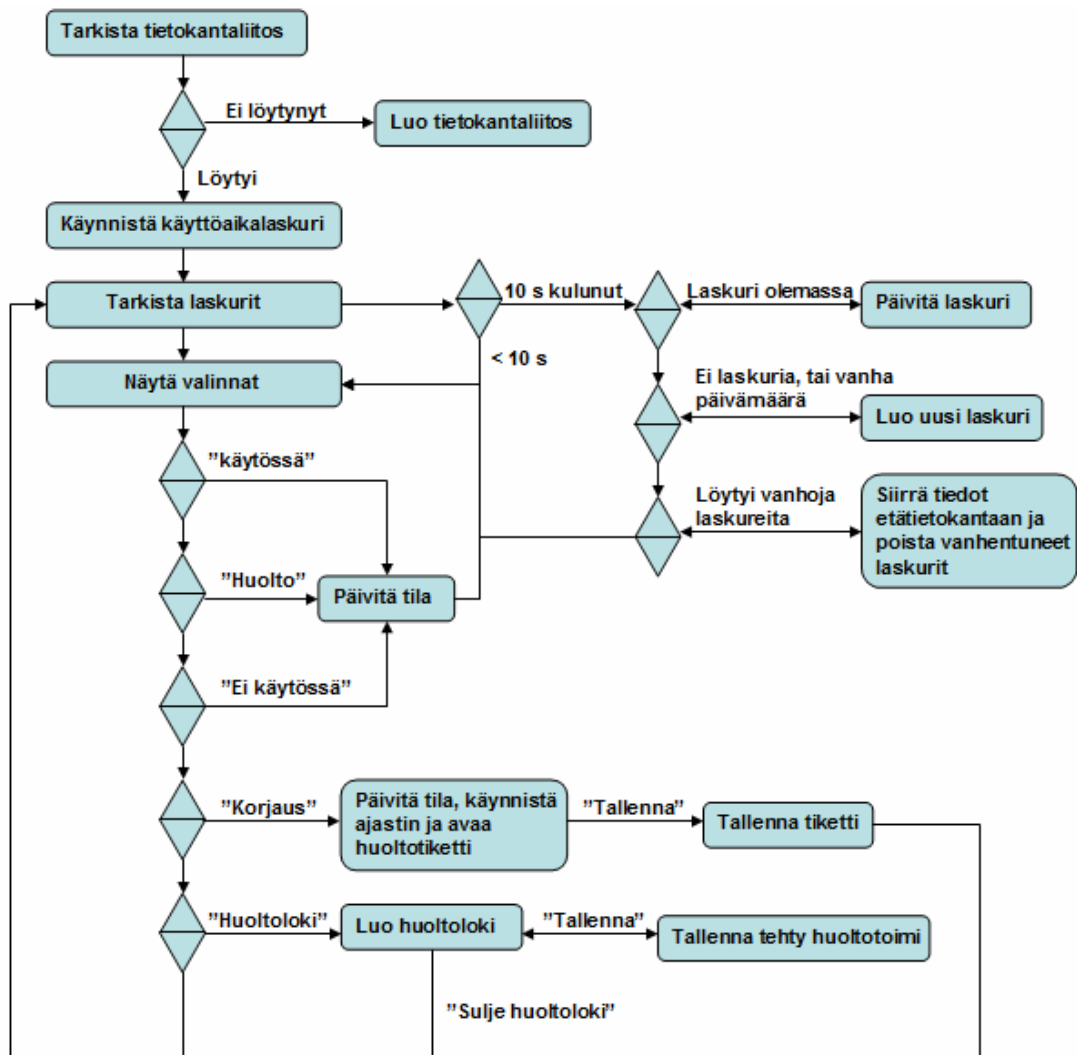 Tarkista tietokantaliitos
Ei löytynyt
Luo tietokantaliitos
Löytyi
Käynnistä käyttöaikalaskuri
Tarkista laskurit
10 s kulunut
Laskuri olemassa
Päivitä laskuri
< 10 s
Näytä valinnat
Ei laskuria, tai vanha
päivämäärä
Luo uusi laskuri
”käytössä”
Löytyi vanhoja
laskureita
Siirrä tiedot
etätietokantaan ja
poista vanhentuneet
laskurit
”Huolto”
Päivitä tila
”Ei käytössä”
”Korjaus”
Päivitä tila, käynnistä
ajastin ja avaa
huoltotiketti
”Tallenna”
Tallenna tiketti
”Huoltoloki”
Luo huoltoloki
”Tallenna”
Tallenna tehty huoltotoimi
”Sulje huoltoloki”